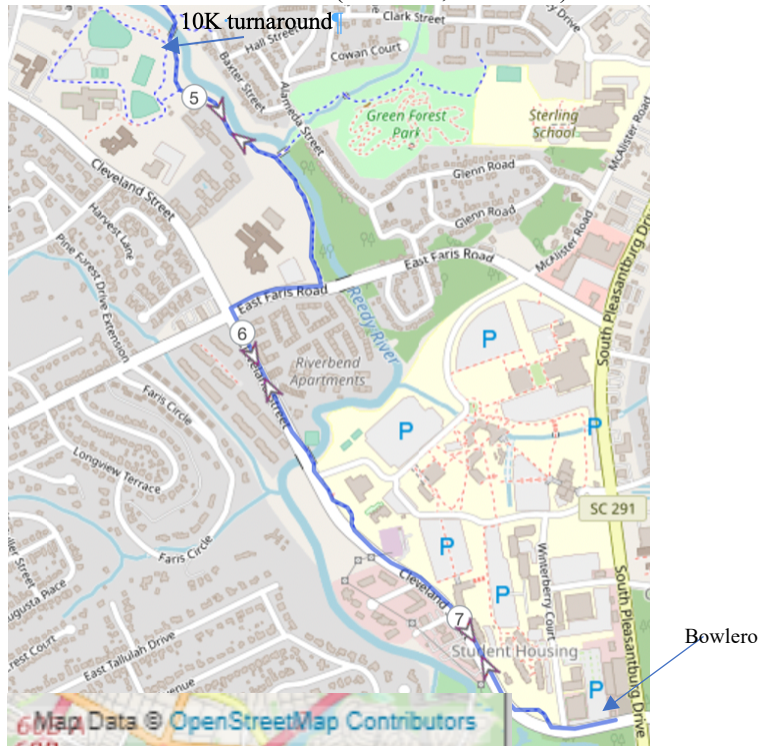 Clark Street
10K turnaround¶
Hall Street
Cowan Court
Drive
Baxter Street
Alameda Street
5
Green Forest
Park
Sterling
School
McAlister Road
Cleveland Street
Glenn Road
Harvest Lane
Glenn Road
McAlister Road
South Pleasantburg Driv
East Faris Road
Pine Forest Drive Extension
East Faris Road
Reedy River
6
P
Riverbend
Apartments
Faris Circle
P
P
Longview Terrace
SC 291
P
Faris Circle
Winterberry Court
Cleveland
P
South Pleasantburg Drive
Augusta Place
7
Bowlero
East Tallulah Drive
Student Housing
P
Map Data © OpenStreetMap Contributors